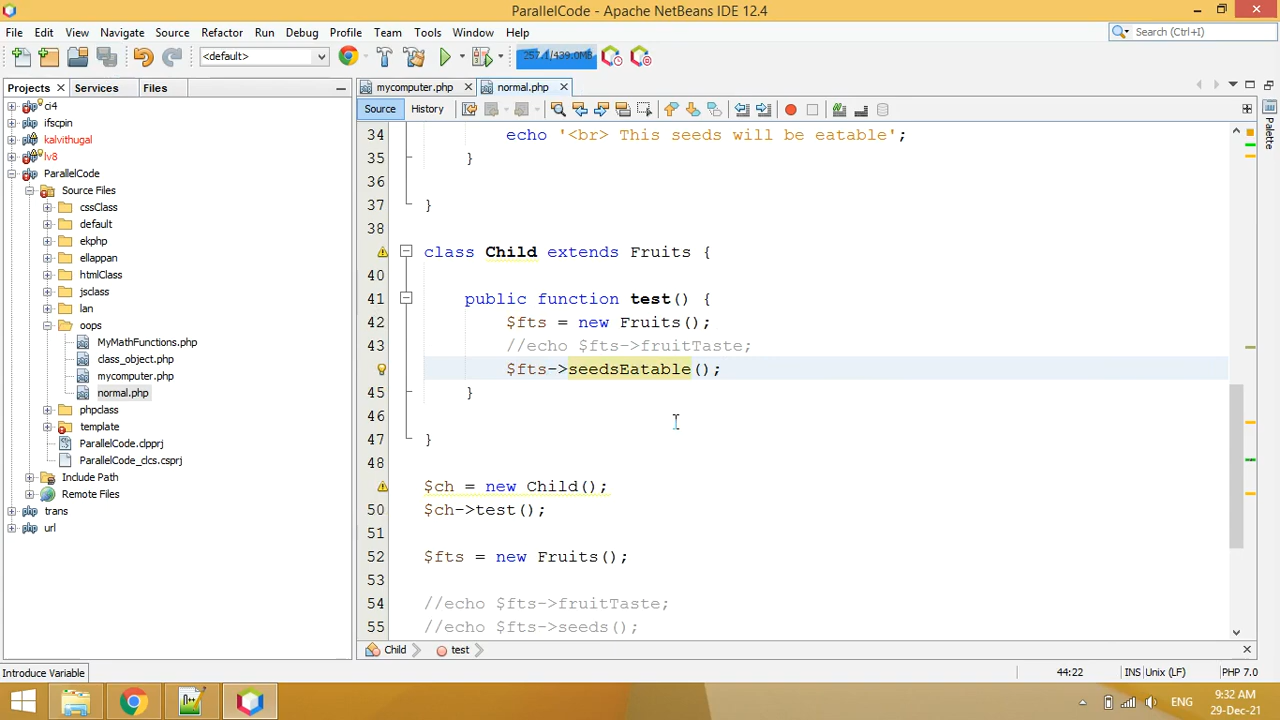 ParallelCode - Apache NetBeans IDE 12.4
File Edit View Navigate Source Refactor Run Debug Profile Team Tools Window Help
Search (Ctrl+I)
<default>
257.1/439.0MB
Projects Services Files
mycomputer.php normal.php
Source History
Palette
ci4
ifscpin
kalvithugal
lv8
ParallelCode
Source Files
cssClass
default
ekphp
ellappan
htmlClass
jsclass
lan
oops
MyMathFunctions.php
class_object.php
mycomputer.php
normal.php
phpclass
template
ParallelCode.clpprj
ParallelCode_clcs.csprj
Include Path
Remote Files
trans
url
34 echo '<br> This seeds will be eatable';
35 }
36
37 }
38
class Child extends Fruits {
40
41 public function test() {
42 $fts = new Fruits();
43 //echo $fts->fruitTaste;
$fts->seedsEatable();
45 }
46
47 }
48
$ch = new Child();
50 $ch->test();
51
52 $fts = new Fruits();
53
54 //echo $fts->fruitTaste;
55 //echo $fts->seeds();
Child test
Introduce Variable
44:22 INS Unix (LF) PHP 7.0
ENG
9:32 AM
29-Dec-21